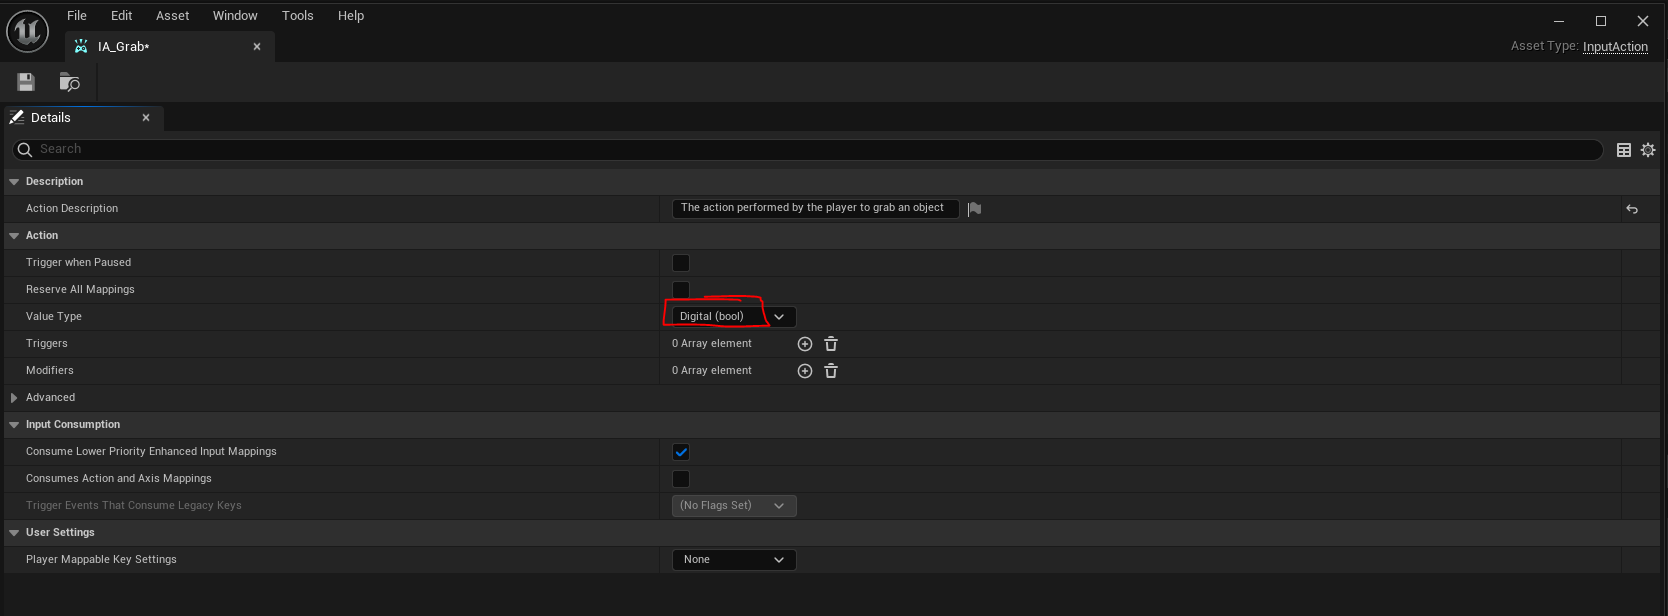 File Edit Asset Window Tools Help
IA_Grab*
Asset Type: InputAction
Details
Search
Description
Action Description The action performed by the player to grab an object
Action
Trigger when Paused
Reserve All Mappings
Value Type Digital (bool)
Triggers 0 Array element
Modifiers 0 Array element
Advanced
Input Consumption
Consume Lower Priority Enhanced Input Mappings
Consumes Action and Axis Mappings
Trigger Events That Consume Legacy Keys (No Flags Set)
User Settings
Player Mappable Key Settings None